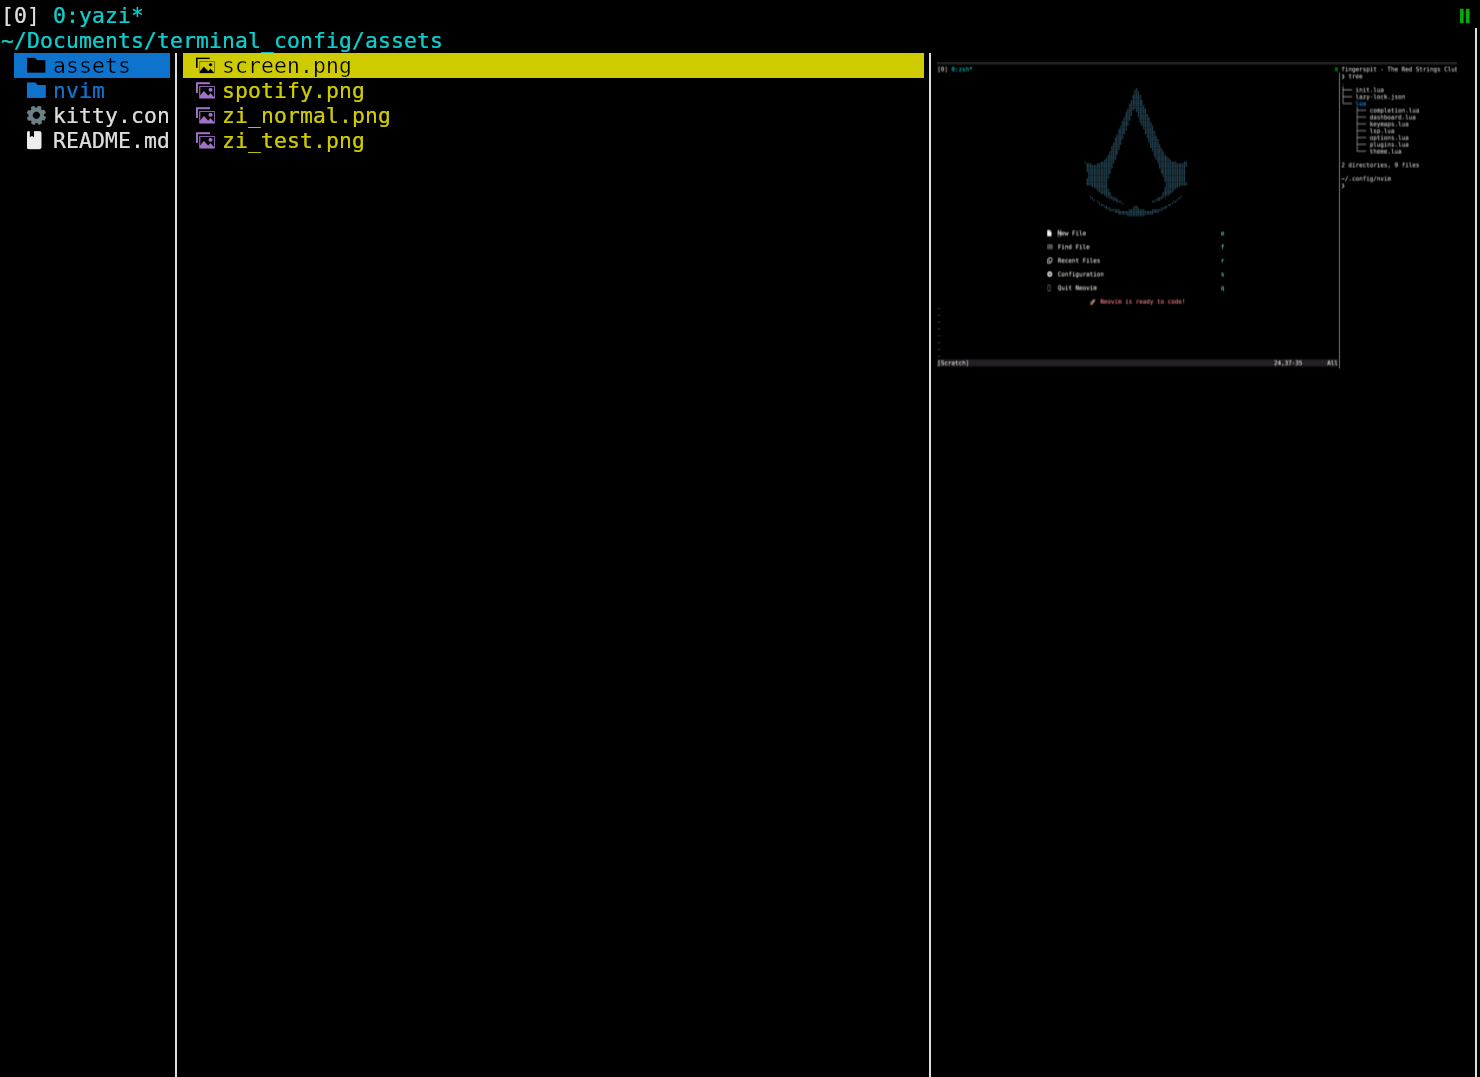 [0] 0:yazi*
~/Documents/terminal_config/assets
assets
nvim
kitty.con
README.md
screen.png
spotify.png
zi_normal.png
zi_test.png
[0] 0:zsh*
New File e
Find File f
Recent Files r
Configuration s
Quit Neovim q
Neovim is ready to code!
[Scratch] 24,37-35 All
fingerspit - The Red Strings Clu
❯ tree
.
├── init.lua
├── lazy-lock.json
└── lua
├── completion.lua
├── dashboard.lua
├── keymaps.lua
├── lsp.lua
├── options.lua
├── plugins.lua
└── theme.lua
2 directories, 9 files
~/.config/nvim
❯